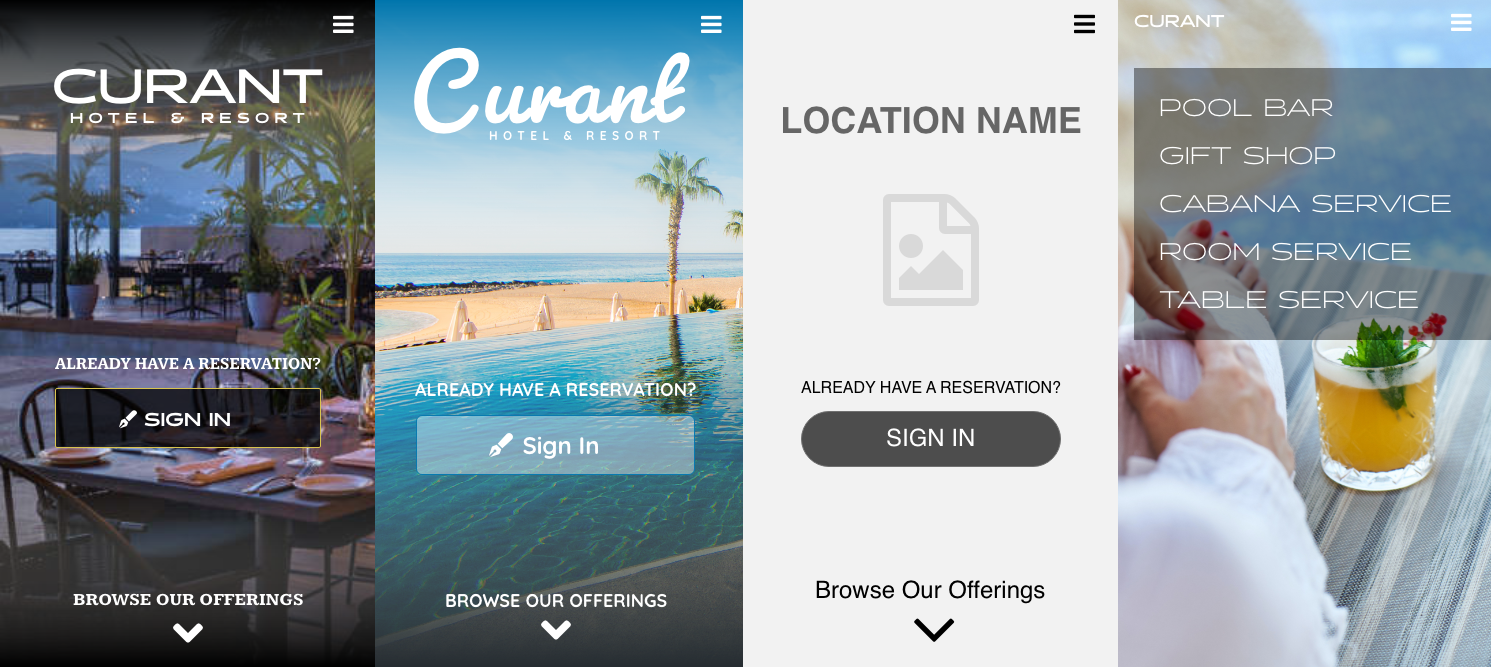 CURANT
HOTEL & RESORT
ALREADY HAVE A RESERVATION?
SIGN IN
BROWSE OUR OFFERINGS
Curant
HOTEL & RESORT
ALREADY HAVE A RESERVATION?
Sign In
BROWSE OUR OFFERINGS
LOCATION NAME
ALREADY HAVE A RESERVATION?
SIGN IN
Browse Our Offerings
CURANT
POOL BAR
GIFT SHOP
CABANA SERVICE
ROOM SERVICE
TABLE SERVICE